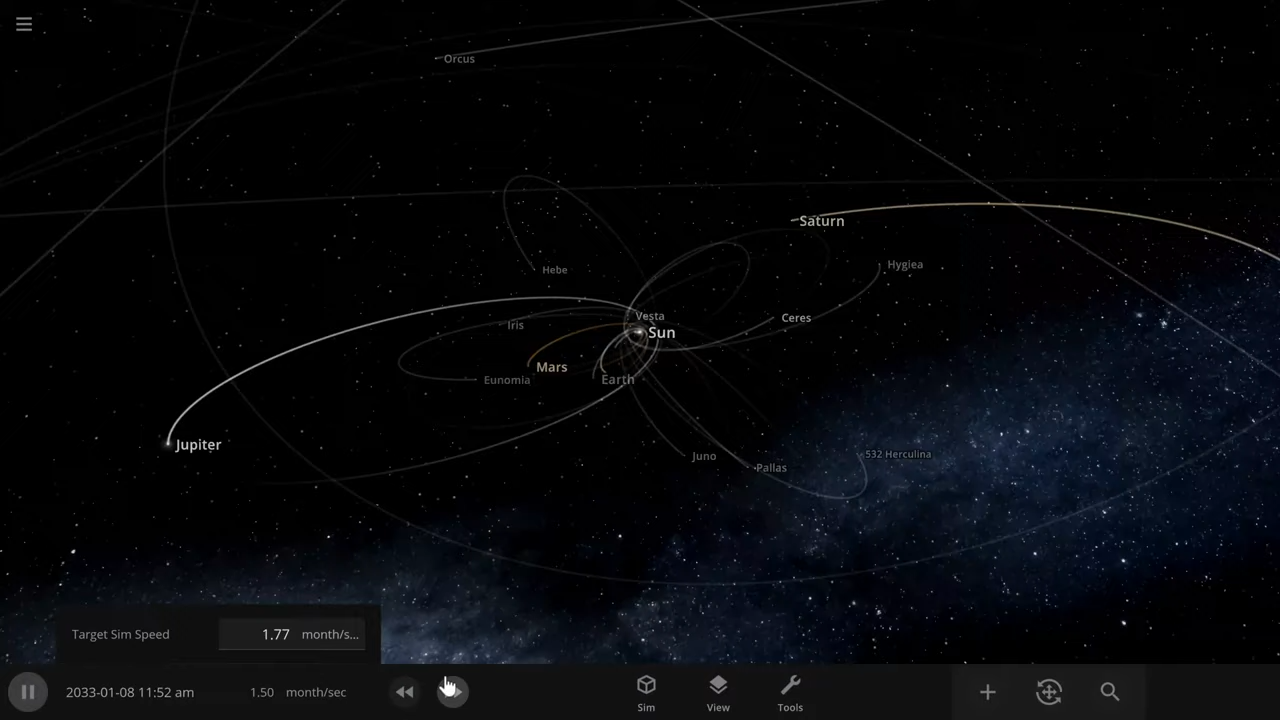 Orcus
Saturn
Hygiea
Hebe
Vesta
Ceres
Iris
Sun
Mars
Eunomia
Earth
Jupiter
Juno
Pallas
532 Herculina
Target Sim Speed 1.77 month/s...
2033-01-08 11:52 am 1.50 month/sec
Sim View Tools